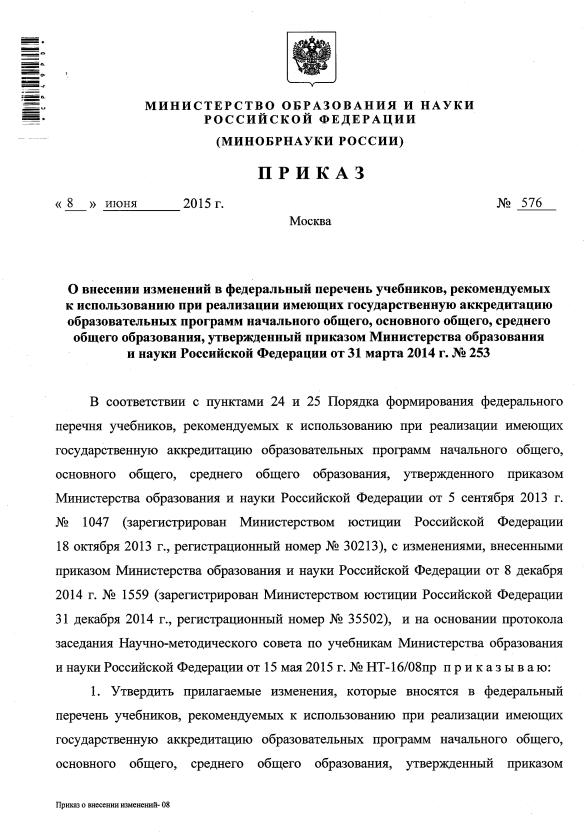 МИНИСТЕРСТВО ОБРАЗОВАНИЯ И НАУКИ
РОССИЙСКОЙ ФЕДЕРАЦИИ
(МИНОБРНАУКИ РОССИИ)
ПРИКАЗ
« 8 » июня 2015 г. № 576
Москва
О внесении изменений в федеральный перечень учебников, рекомендуемых
к использованию при реализации имеющих государственную аккредитацию
образовательных программ начального общего, основного общего, среднего
общего образования, утвержденный приказом Министерства образования
и науки Российской Федерации от 31 марта 2014 г. № 253
В соответствии с пунктами 24 и 25 Порядка формирования федерального
перечня учебников, рекомендуемых к использованию при реализации имеющих
государственную аккредитацию образовательных программ начального общего,
основного общего, среднего общего образования, утвержденного приказом
Министерства образования и науки Российской Федерации от 5 сентября 2013 г.
№ 1047 (зарегистрирован Министерством юстиции Российской Федерации
18 октября 2013 г., регистрационный номер № 30213), с изменениями, внесенными
приказом Министерства образования и науки Российской Федерации от 8 декабря
2014 г. № 1559 (зарегистрирован Министерством юстиции Российской Федерации
31 декабря 2014 г., регистрационный номер № 35502), и на основании протокола
заседания Научно-методического совета по учебникам Министерства образования
и науки Российской Федерации от 15 мая 2015 г. № НТ-16/08пр п р и к а з ы в а ю:
1. Утвердить прилагаемые изменения, которые вносятся в федеральный
перечень учебников, рекомендуемых к использованию при реализации имеющих
государственную аккредитацию образовательных программ начального общего,
основного общего, среднего общего образования, утвержденный приказом
Приказ о внесении изменений- 08